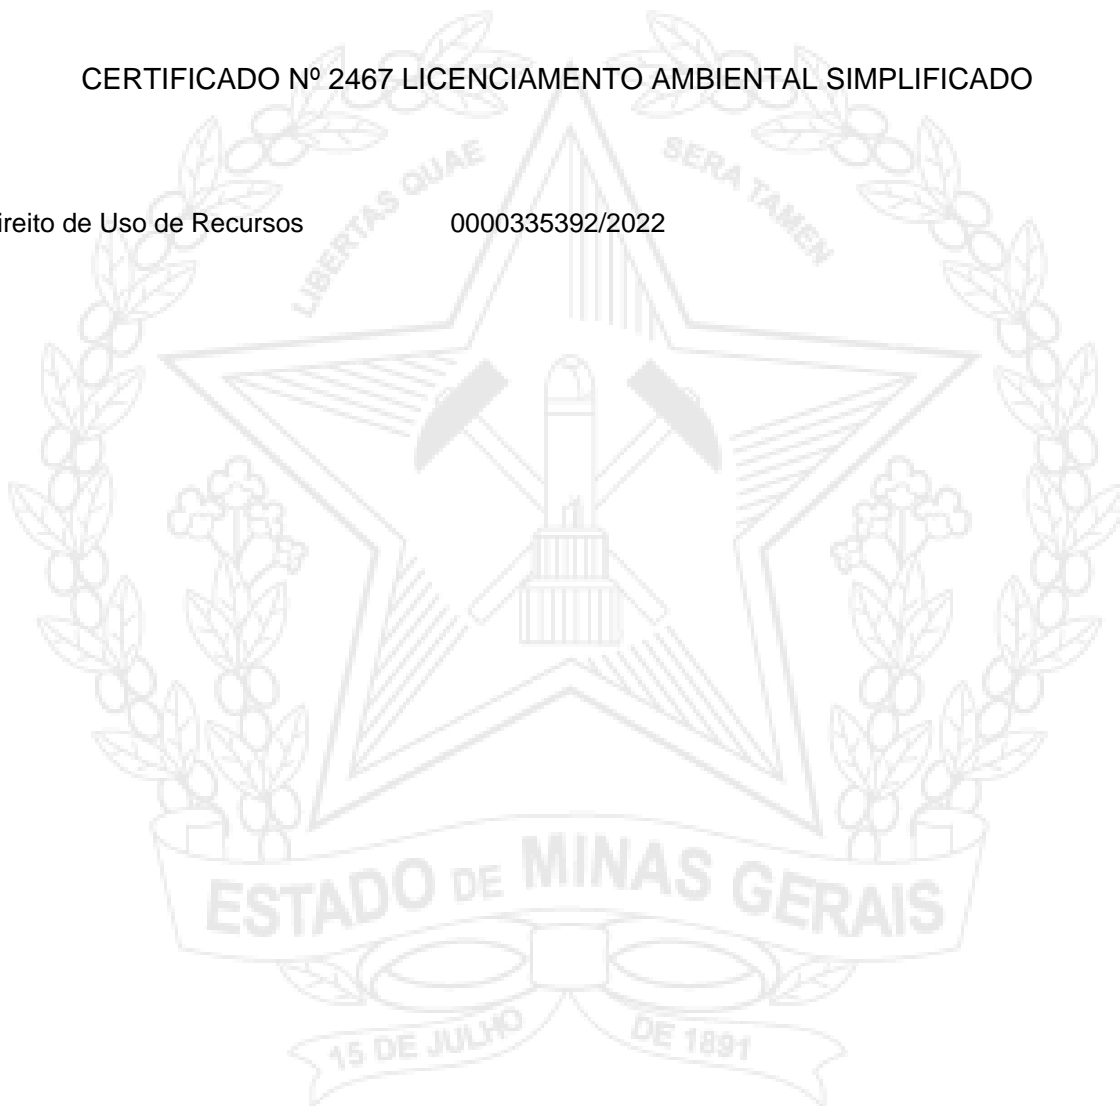 CERTIFICADO Nº 2467 LICENCIAMENTO AMBIENTAL SIMPLIFICADO
LIBERTAS QUAE SERA TAMEN
ireito de Uso de Recursos 0000335392/2022
ESTADO DE MINAS GERAIS
15 DE JULHO DE 1891